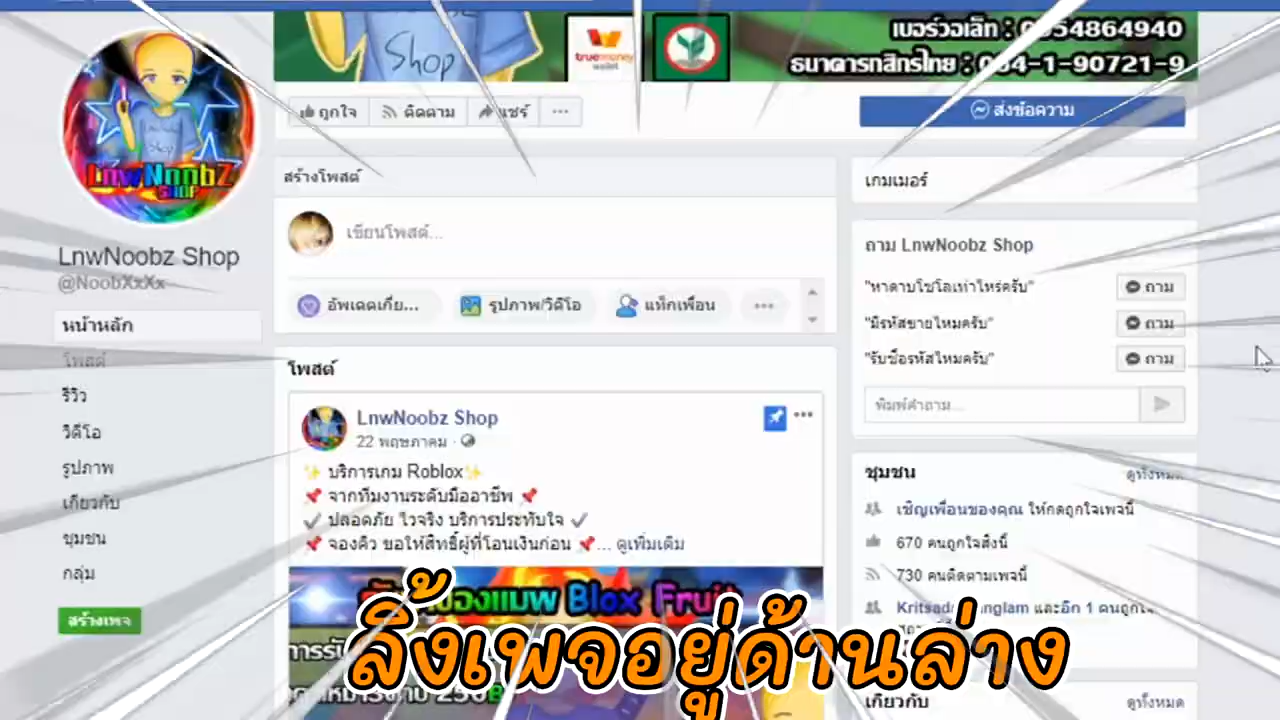 Shop
truemoney
wallet
เบอร์วอเล็ท : 0954864940
ธนาคารกสิกรไทย : 064-1-90721-9
ถูกใจ
ติดตาม
แชร์
ส่งข้อความ
LnwNoobZ
SHOP
LnwNoobz Shop
@NoobXxXx
หน้าหลัก
โพสต์
รีวิว
วิดีโอ
รูปภาพ
เกี่ยวกับ
ชุมชน
กลุ่ม
สร้างเพจ
สร้างโพสต์
เขียนโพสต์...
อัพเดตเกี่ย...
รูปภาพ/วิดีโอ
แท็กเพื่อน
โพสต์
LnwNoobz Shop
22 พฤษภาคม ·
✨ บริการเกม Roblox✨
📌 จากทีมงานระดับมืออาชีพ 📌
✔ ปลอดภัย ไวจริง บริการประทับใจ ✔
📌 จองคิว ขอให้สิทธิ์ผู้ที่โอนเงินก่อน 📌... ดูเพิ่มเติม
ของแมพ Blox Fruit
ลิ้งเพจอยู่ด้านล่าง
เกมเมอร์
ถาม LnwNoobz Shop
"หาดาบโชโอเท่าไหร่ครับ"
ถาม
"มีรหัสขายไหมครับ"
ถาม
"รับซื้อรหัสไหมครับ"
ถาม
พิมพ์คำถาม...
ชุมชน
ดูทั้งหมด
เชิญเพื่อนของคุณ ให้กดถูกใจเพจนี้
670 คนถูกใจสิ่งนี้
730 คนติดตามเพจนี้
และอีก 1 คนถูกใจ
เกี่ยวกับ
ดูทั้งหมด